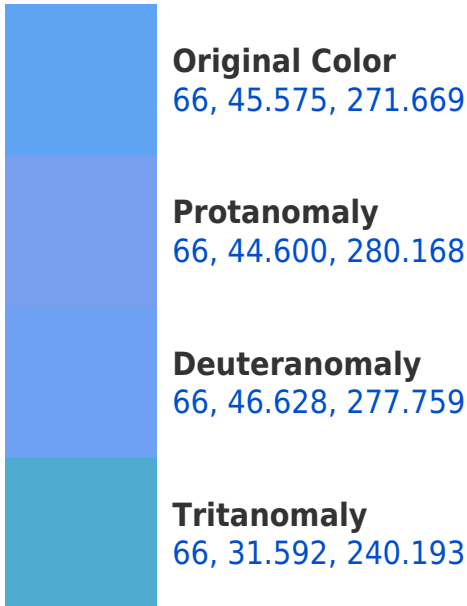 Original Color
66, 45.575, 271.669
Protanomaly
66, 44.600, 280.168
Deuteranomaly
66, 46.628, 277.759
Tritanomaly
66, 31.592, 240.193